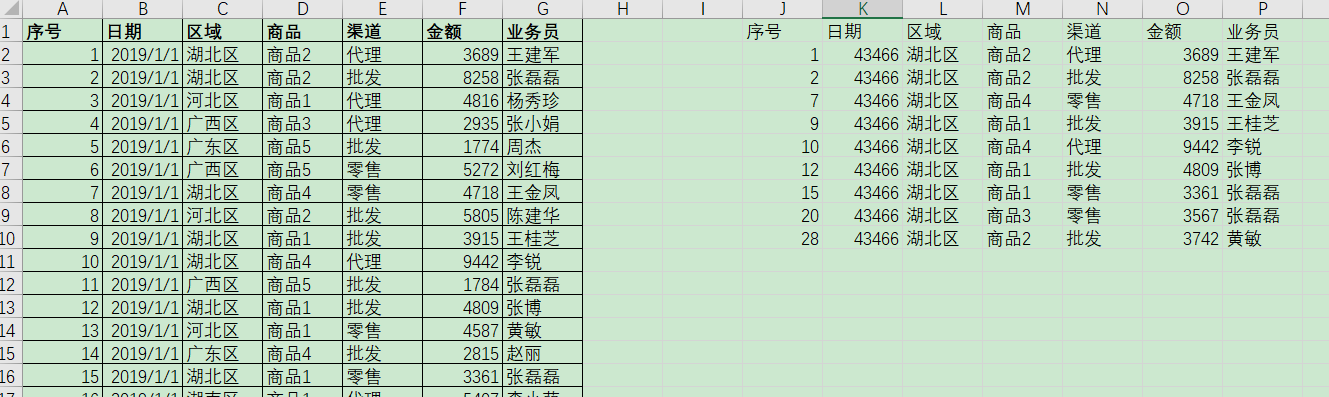 A B C D E F G H I J K L M N O P
1 序号 日期 区域 商品 渠道 金额 业务员 序号 日期 区域 商品 渠道 金额 业务员
2 1 2019/1/1 湖北区 商品2 代理 3689 王建军 1 43466 湖北区 商品2 代理 3689 王建军
3 2 2019/1/1 湖北区 商品2 批发 8258 张磊磊 2 43466 湖北区 商品2 批发 8258 张磊磊
4 3 2019/1/1 河北区 商品1 代理 4816 杨秀珍 7 43466 湖北区 商品4 零售 4718 王金凤
5 4 2019/1/1 广西区 商品3 代理 2935 张小娟 9 43466 湖北区 商品1 批发 3915 王桂芝
6 5 2019/1/1 广东区 商品5 批发 1774 周杰 10 43466 湖北区 商品4 代理 9442 李锐
7 6 2019/1/1 广西区 商品5 零售 5272 刘红梅 12 43466 湖北区 商品1 批发 4809 张博
8 7 2019/1/1 湖北区 商品4 零售 4718 王金凤 15 43466 湖北区 商品1 零售 3361 张磊磊
9 8 2019/1/1 河北区 商品2 批发 5805 陈建华 20 43466 湖北区 商品3 零售 3567 张磊磊
10 9 2019/1/1 湖北区 商品1 批发 3915 王桂芝 28 43466 湖北区 商品2 批发 3742 黄敏
11 10 2019/1/1 湖北区 商品4 代理 9442 李锐
12 11 2019/1/1 广西区 商品5 批发 1784 张磊磊
13 12 2019/1/1 湖北区 商品1 批发 4809 张博
14 13 2019/1/1 河北区 商品1 零售 4587 黄敏
15 14 2019/1/1 广东区 商品4 批发 2815 赵丽
16 15 2019/1/1 湖北区 商品1 零售 3361 张磊磊